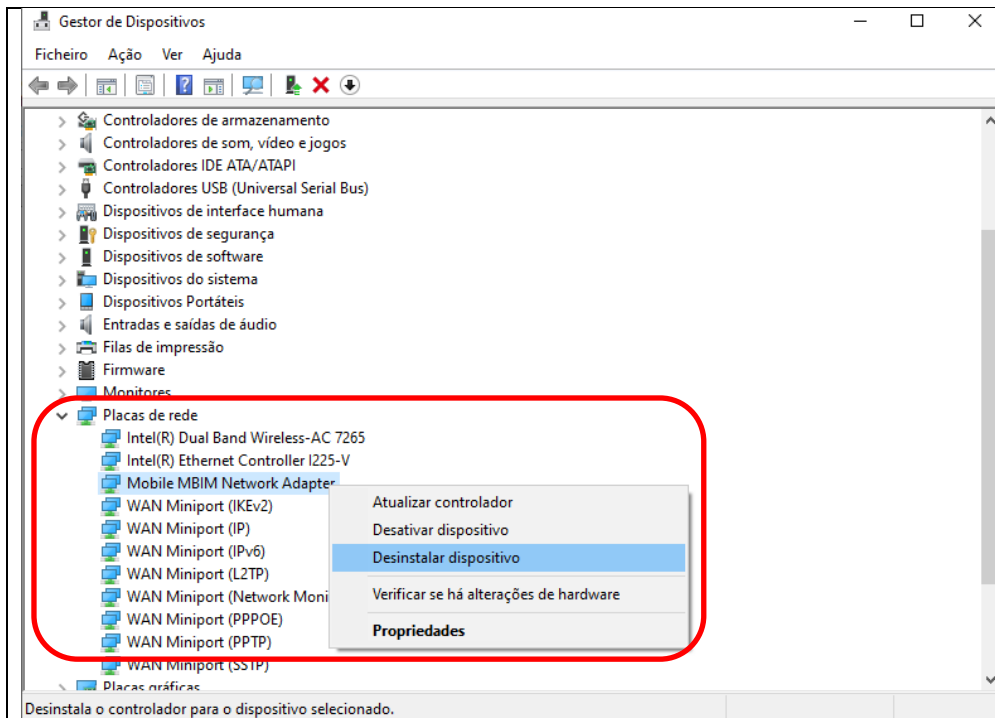 Gestor de Dispositivos
Ficheiro Ação Ver Ajuda
Controladores de armazenamento
Controladores de som, vídeo e jogos
Controladores IDE ATA/ATAPI
Controladores USB (Universal Serial Bus)
Dispositivos de interface humana
Dispositivos de segurança
Dispositivos de software
Dispositivos do sistema
Dispositivos Portáteis
Entradas e saídas de áudio
Filas de impressão
Firmware
Monitores
Placas de rede
Intel(R) Dual Band Wireless-AC 7265
Intel(R) Ethernet Controller I225-V
Mobile MBIM Network Adapter
WAN Miniport (IKEv2)
WAN Miniport (IP)
WAN Miniport (IPv6)
WAN Miniport (L2TP)
WAN Miniport (Network Moni
WAN Miniport (PPPOE)
WAN Miniport (PPTP)
WAN Miniport (SSTP)
Placas gráficas
Atualizar controlador
Desativar dispositivo
Desinstalar dispositivo
Verificar se há alterações de hardware
Propriedades
Desinstala o controlador para o dispositivo selecionado.